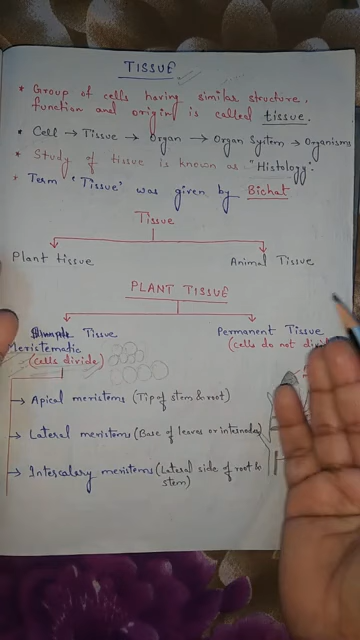 TISSUE
* Group of cells having similar structure,
function and origin is called tissue.
* Cell → Tissue → Organ → Organ System → Organisms
* Study of tissue is known as "Histology".
* Term 'Tissue' was given by Bichat
Tissue
Plant tissue Animal Tissue
PLANT TISSUE
Tissue Permanent Tissue
Meristematic (cells do not
(cells divide)
→ Apical meristems (Tip of stem & root)
→ Lateral meristems (Base of leaves or internodes)
→ Intercalary meristems (Lateral side of root &
stem)